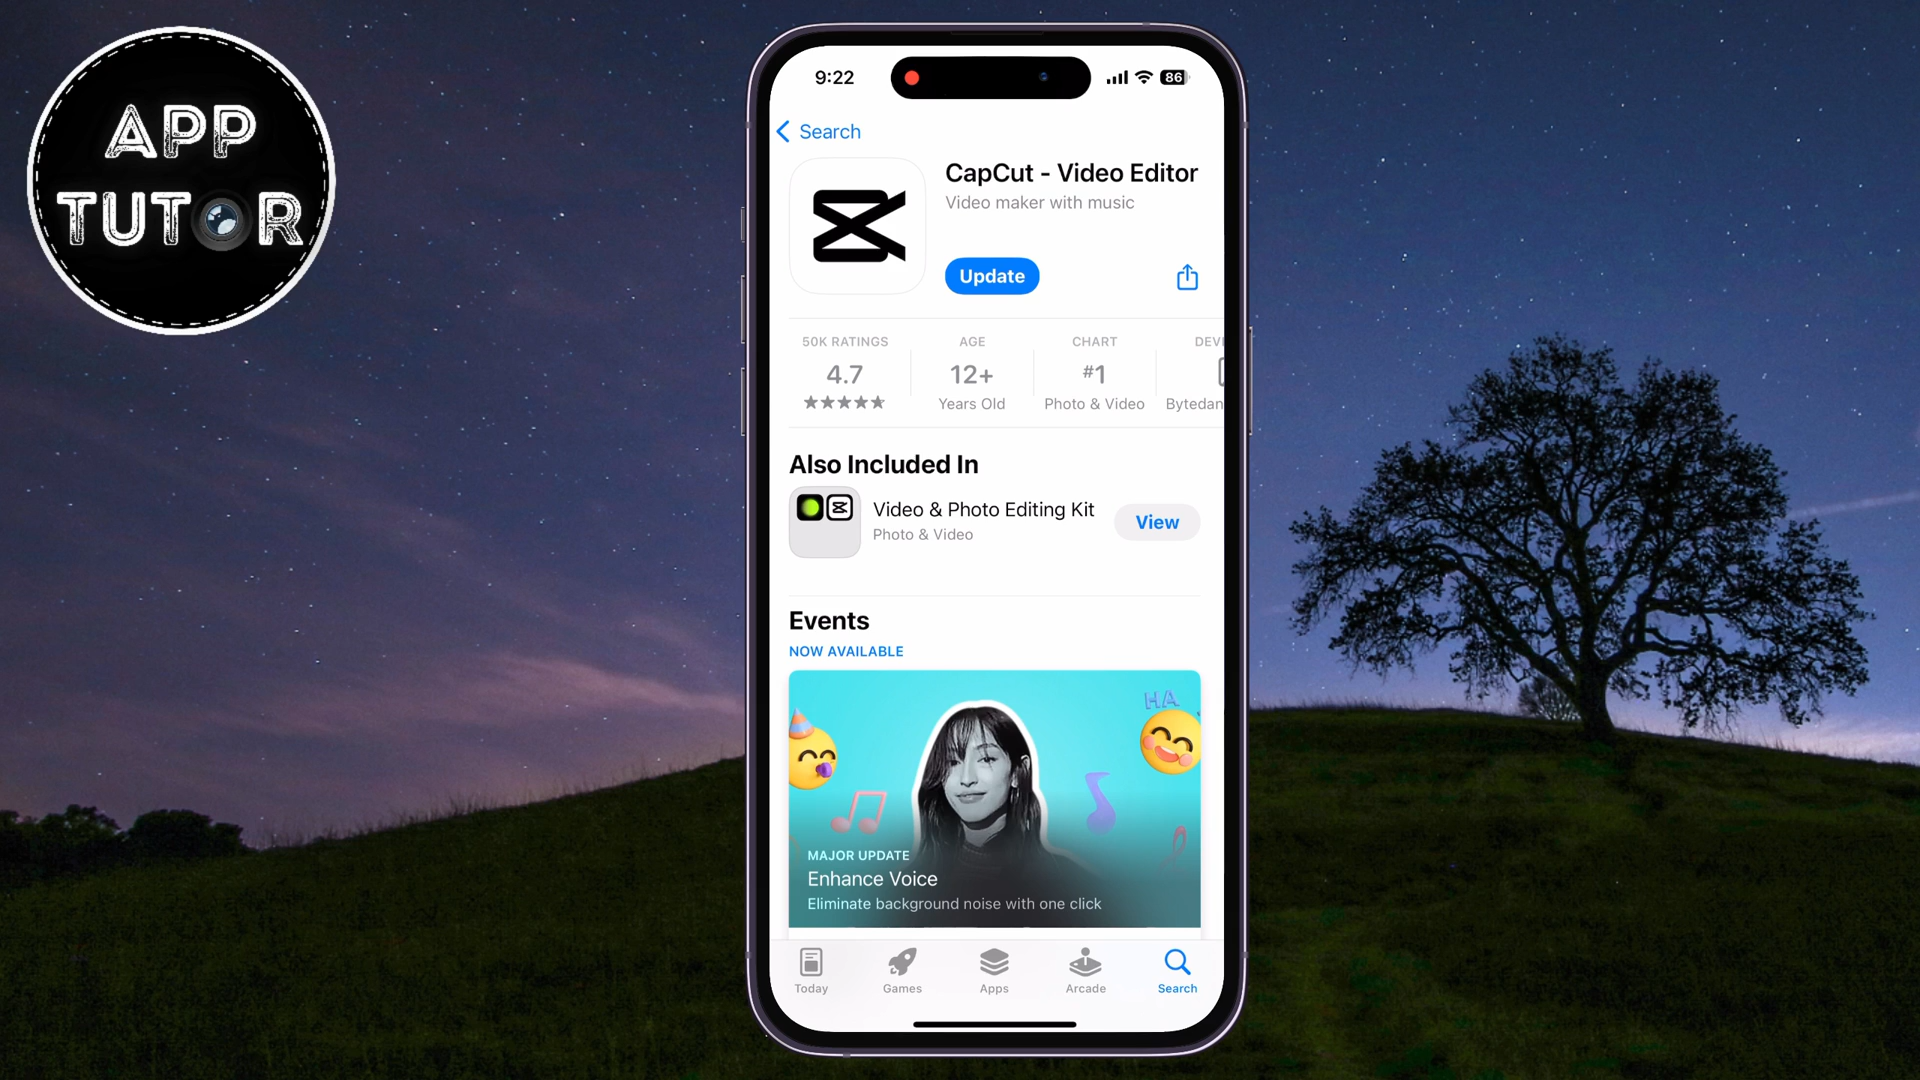 APP
TUTOR
9:22
86
Search
CapCut - Video Editor
Video maker with music
Update
50K RATINGS
4.7
AGE
12+
Years Old
CHART
#1
Photo & Video
DEVE
Bytedan
Also Included In
Video & Photo Editing Kit
Photo & Video
View
Events
NOW AVAILABLE
HA
MAJOR UPDATE
Enhance Voice
Eliminate background noise with one click
Today
Games
Apps
Arcade
Search